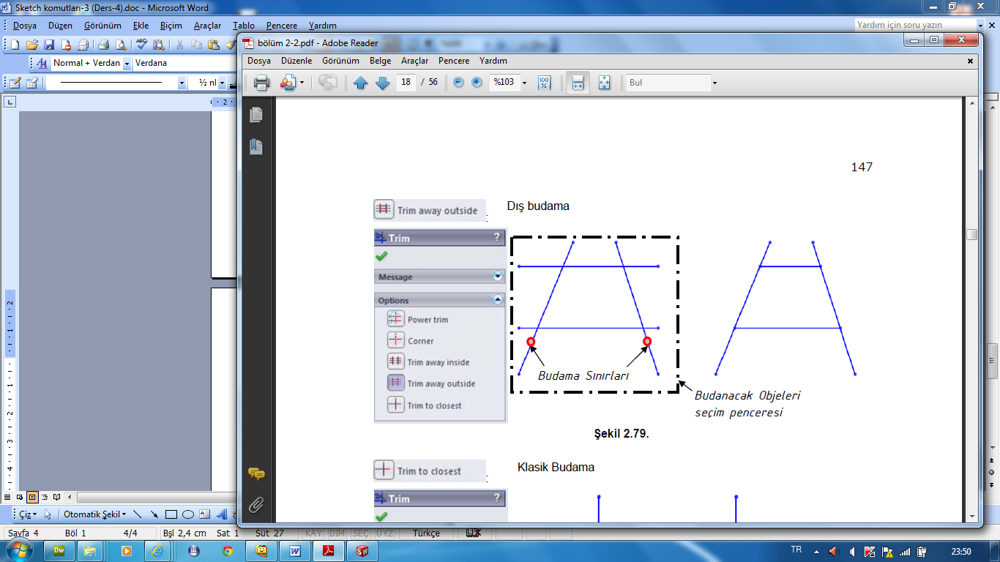 Sketch komutları-3 (Ders-4).doc - Microsoft Word
Dosya Düzen Görünüm Ekle Biçim Araçlar Tablo Pencere Yardım
Yardım için soru yazın
Normal + Verdan
Verdana
½ nl
bölüm 2-2.pdf - Adobe Reader
Dosya Düzenle Görünüm Belge Araçlar Pencere Yardım
18 / 56
%103
Bul
147
Trim away outside :
Dış budama
Trim ?
Message
Options
Power trim
Corner
Trim away inside
Trim away outside
Trim to closest
Budama Sınırları
Budanacak Objeleri
seçim penceresi
Şekil 2.79.
Trim to closest :
Klasik Budama
Trim ?
Çiz
Otomatik Şekil
Sayfa 4 Böl 1 4/4 Bşl 2,4 cm Sat 1 Süt 27 KAY DİM SEÇ ÜYZ Türkçe
TR
23:50